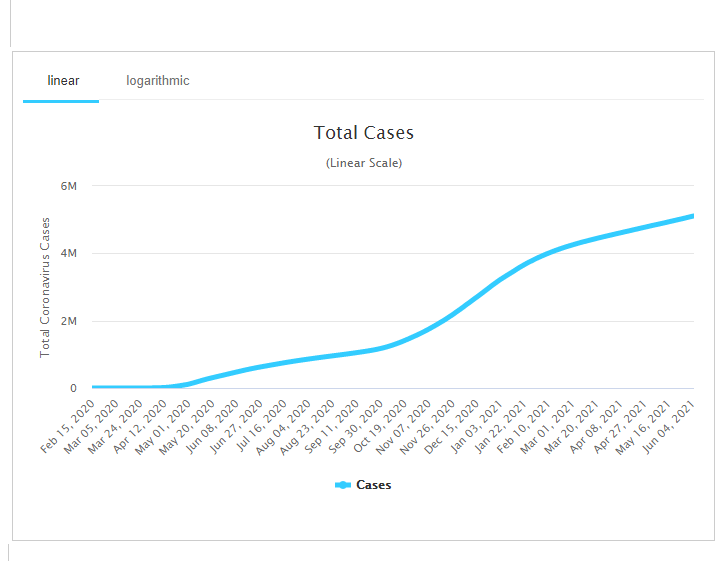 linear logarithmic
Total Cases
(Linear Scale)
Total Coronavirus Cases
6M
4M
2M
0
Feb 15, 2020
Mar 05, 2020
Mar 24, 2020
Apr 12, 2020
May 01, 2020
May 20, 2020
Jun 08, 2020
Jun 27, 2020
Jul 16, 2020
Aug 04, 2020
Aug 23, 2020
Sep 11, 2020
Sep 30, 2020
Oct 19, 2020
Nov 07, 2020
Nov 26, 2020
Dec 15, 2020
Jan 03, 2021
Jan 22, 2021
Feb 10, 2021
Mar 01, 2021
Mar 20, 2021
Apr 08, 2021
Apr 27, 2021
May 16, 2021
Jun 04, 2021
Cases